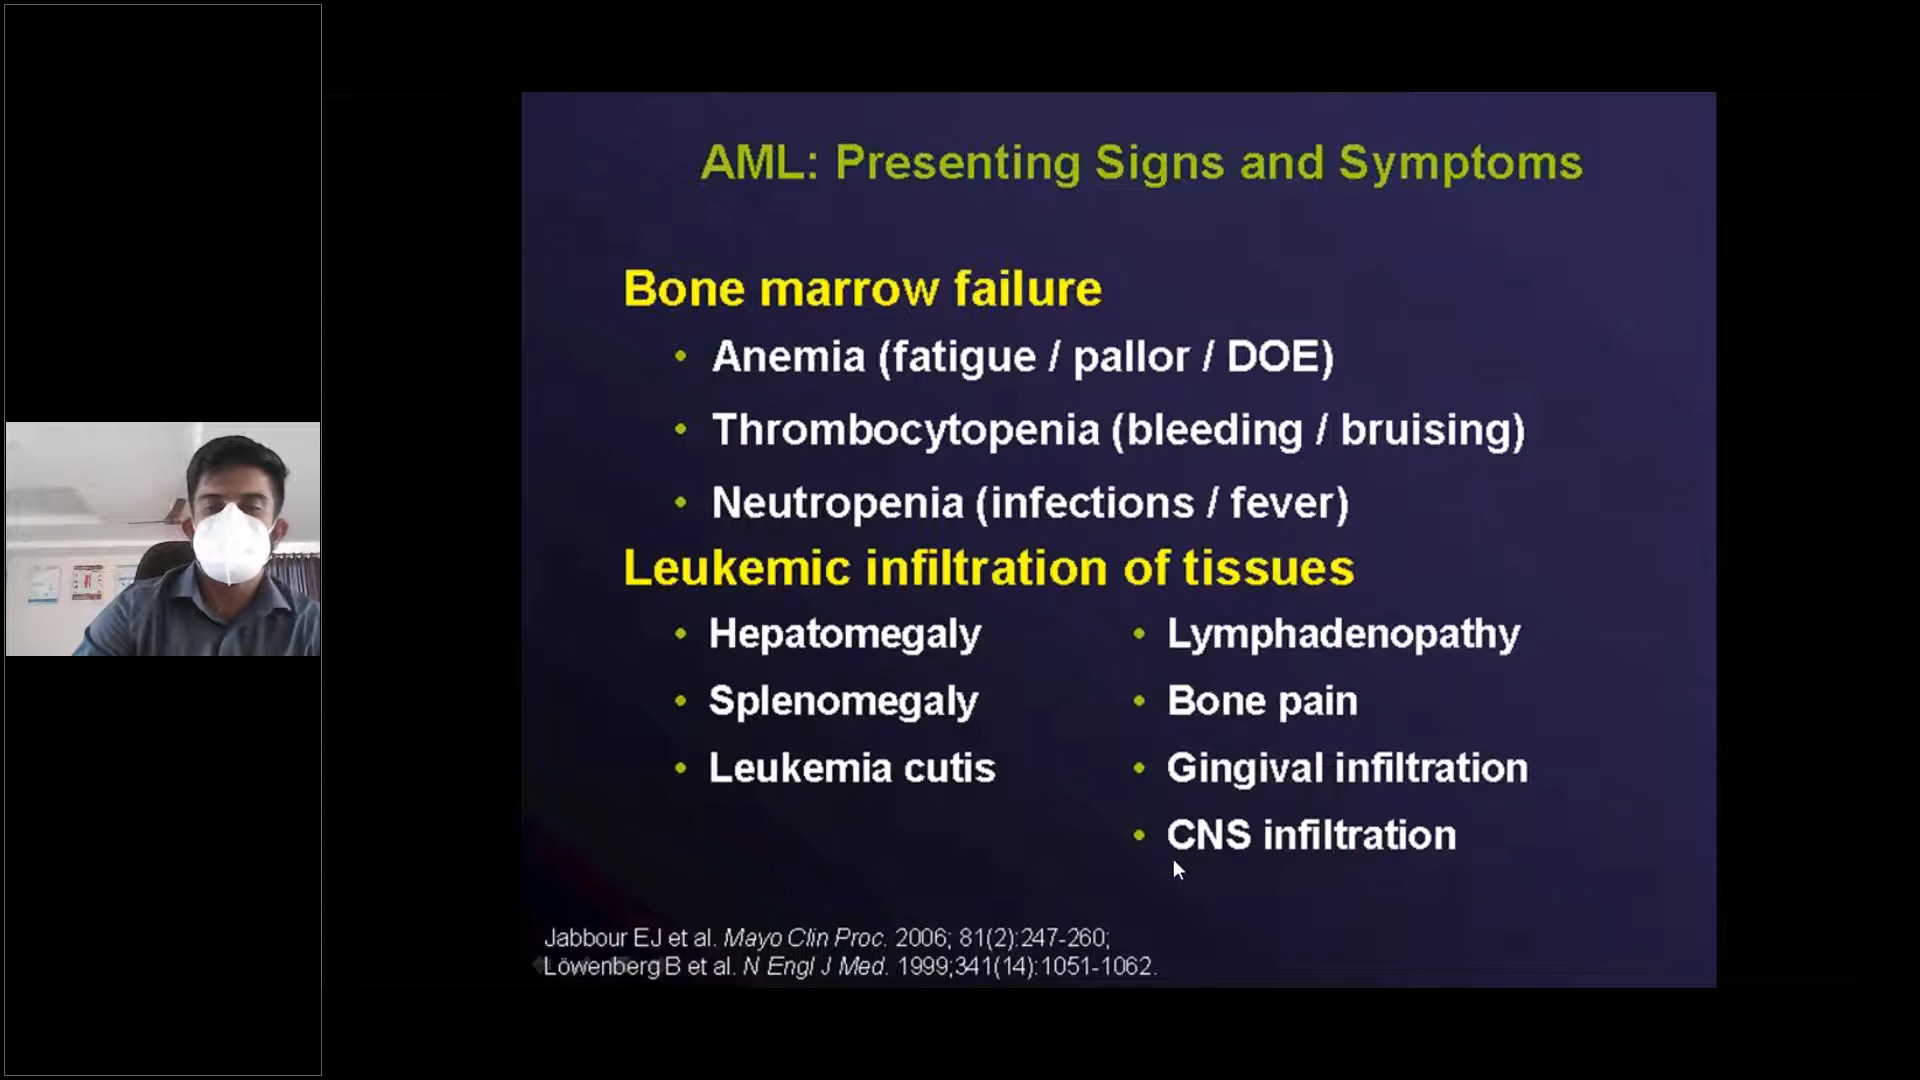 AML: Presenting Signs and Symptoms
Bone marrow failure
• Anemia (fatigue / pallor / DOE)
• Thrombocytopenia (bleeding / bruising)
• Neutropenia (infections / fever)
Leukemic infiltration of tissues
• Hepatomegaly
• Splenomegaly
• Leukemia cutis
• Lymphadenopathy
• Bone pain
• Gingival infiltration
• CNS infiltration
Jabbour EJ et al. Mayo Clin Proc. 2006; 81(2):247-260;
Löwenberg B et al. N Engl J Med. 1999;341(14):1051-1062.